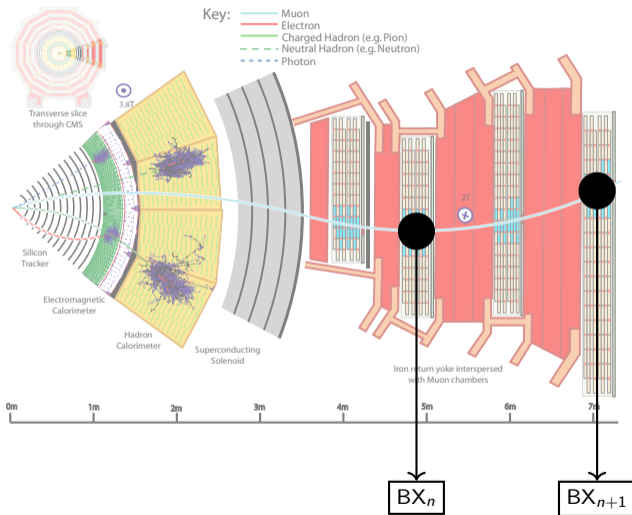 Key:
Muon
Electron
Charged Hadron (e.g. Pion)
Neutral Hadron (e.g. Neutron)
Photon
Transverse slice
through CMS
3.8T
2T
Silicon
Tracker
Electromagnetic
Calorimeter
Hadron
Calorimeter
Superconducting
Solenoid
Iron return yoke interspersed
with Muon chambers
0m 1m 2m 3m 4m 5m 6m 7m
BXₙ BXₙ₊₁